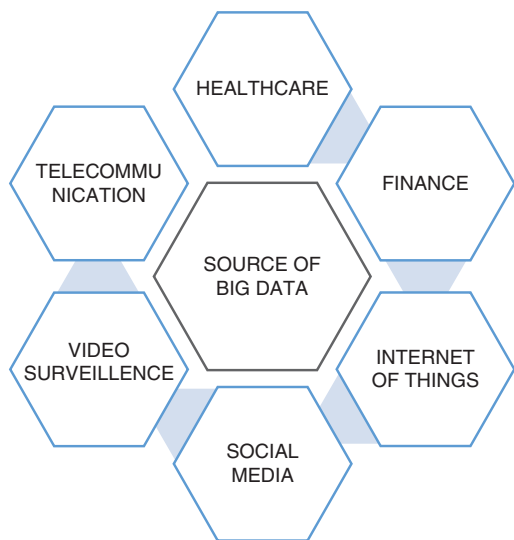 HEALTHCARE
TELECOMMU
NICATION
FINANCE
SOURCE OF
BIG DATA
VIDEO
SURVEILLENCE
INTERNET
OF THINGS
SOCIAL
MEDIA